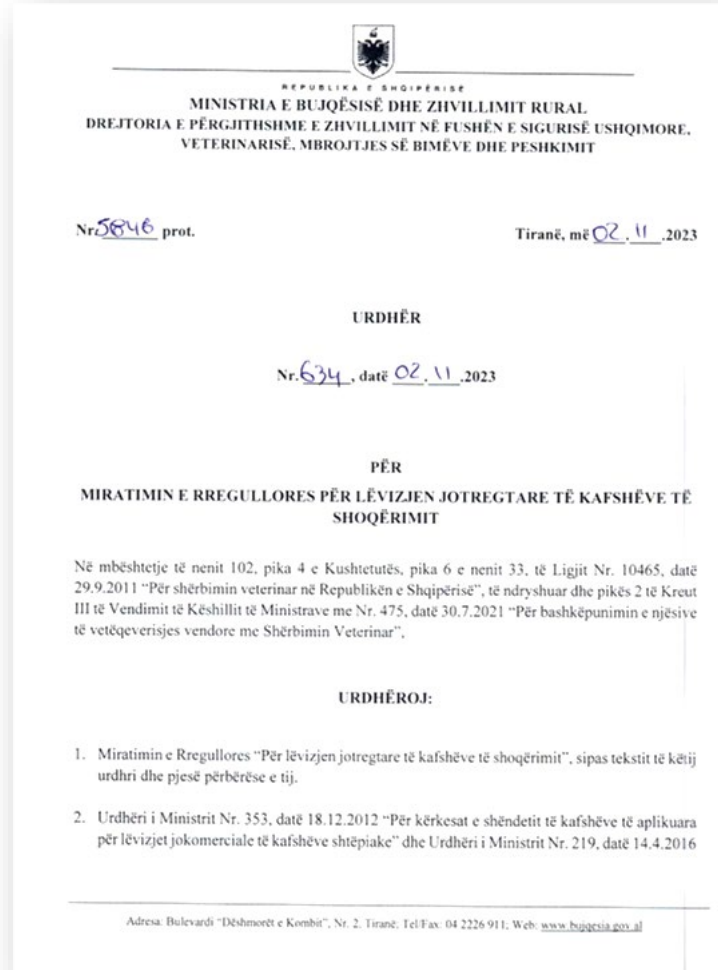 REPUBLIKA E SHQIPËRISË
MINISTRIA E BUJQËSISË DHE ZHVILLIMIT RURAL
DREJTORIA E PËRGJITHSHME E ZHVILLIMIT NË FUSHËN E SIGURISË USHQIMORE,
VETERINARISË, MBROJTJES SË BIMËVE DHE PESHKIMIT
Nr. 5846 prot. Tiranë, më 02.11.2023
URDHËR
Nr. 634, datë 02.11.2023
PËR
MIRATIMIN E RREGULLORES PËR LËVIZJEN JOTREGTARE TË KAFSHËVE TË
SHOQËRIMIT
Në mbështetje të nenit 102, pika 4 e Kushtetutës, pika 6 e nenit 33, të Ligjit Nr. 10465, datë
29.9.2011 “Për shërbimin veterinar në Republikën e Shqipërisë”, të ndryshuar dhe pikës 2 të Kreut
III të Vendimit të Këshillit të Ministrave me Nr. 475, datë 30.7.2021 “Për bashkëpunimin e njësive
të vetëqeverisjes vendore me Shërbimin Veterinar”,
URDHËROJ:
1. Miratimin e Rregullores “Për lëvizjen jotregtare të kafshëve të shoqërimit”, sipas tekstit të këtij
urdhri dhe pjesë përbërëse e tij.
2. Urdhëri i Ministrit Nr. 353, datë 18.12.2012 “Për kërkesat e shëndetit të kafshëve të aplikuara
për lëvizjet jokomerciale të kafshëve shtëpiake” dhe Urdhëri i Ministrit Nr. 219, datë 14.4.2016
Adresa: Bulevardi “Dëshmorët e Kombit”, Nr. 2, Tiranë; Tel/Fax: 04 2226 911; Web: www.bujqesia.gov.al